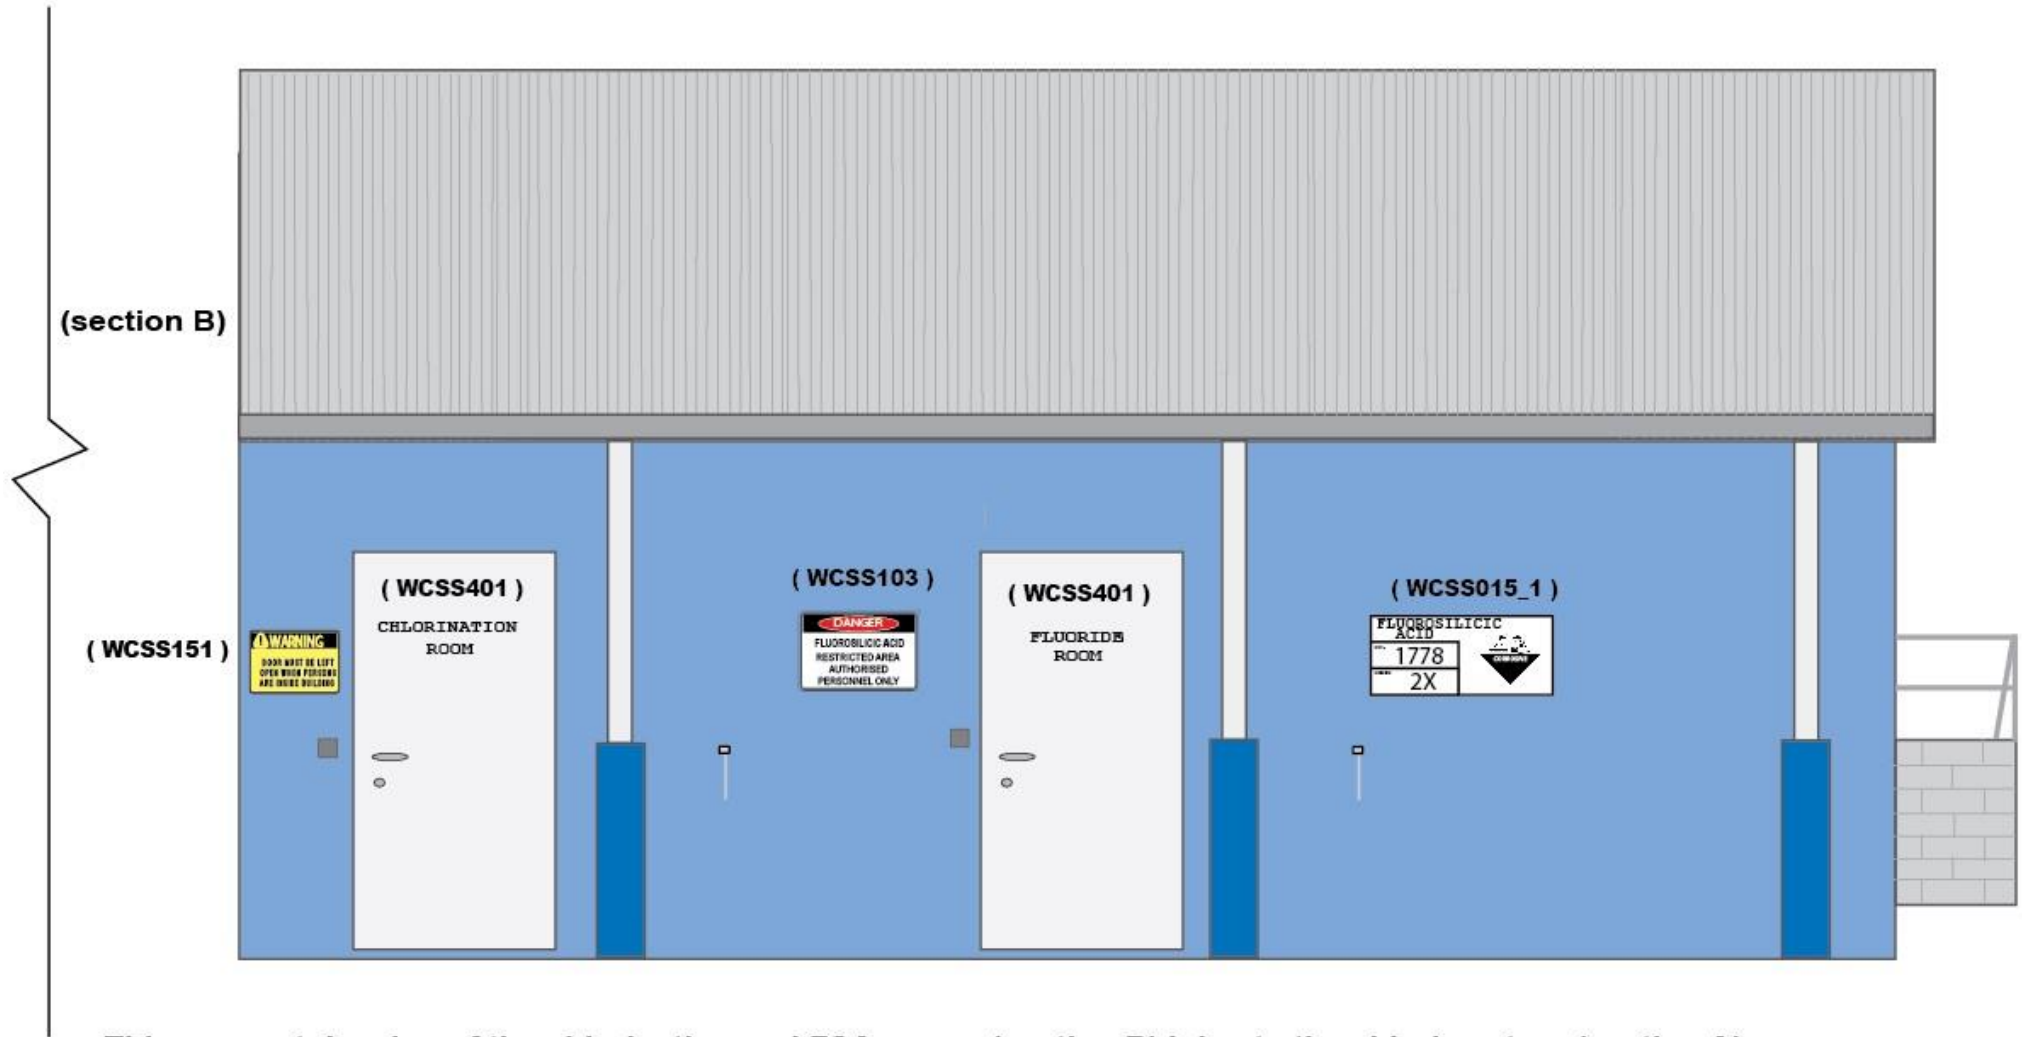 (section B)
( WCSS401 )
CHLORINATION
ROOM
( WCSS151 )
WARNING
DOOR MUST BE LEFT
OPEN WHEN PERSONS
ARE INSIDE BUILDING
( WCSS103 )
DANGER
FLUOROSILICIC ACID
RESTRICTED AREA
AUTHORISED
PERSONNEL ONLY
( WCSS401 )
FLUORIDE
ROOM
( WCSS015_1 )
FLUOROSILICIC
ACID
1778
2X
CORROSIVE